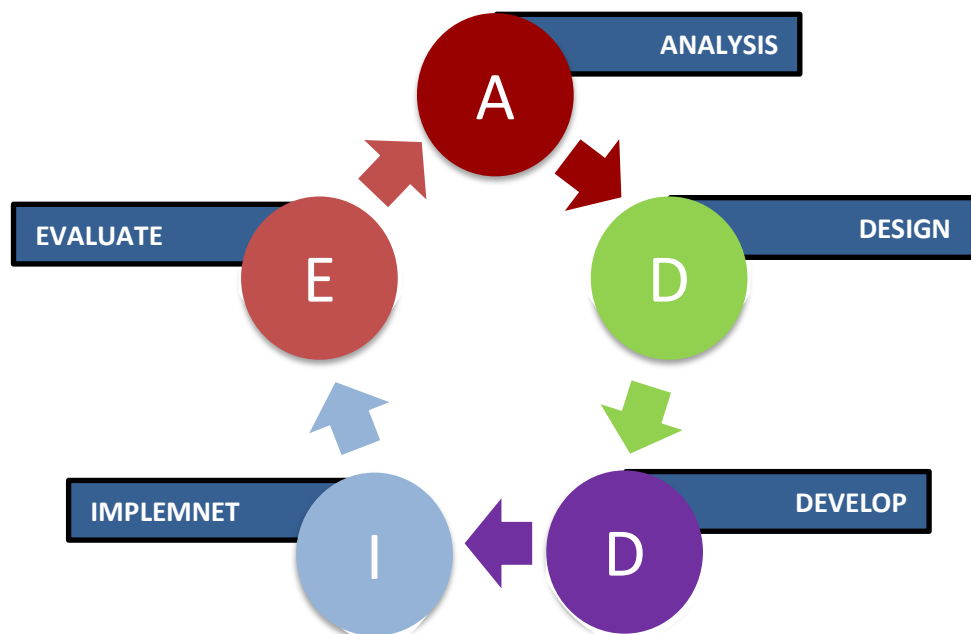 ANALYSIS
A
DESIGN
D
DEVELOP
D
IMPLEMNET
I
EVALUATE
E